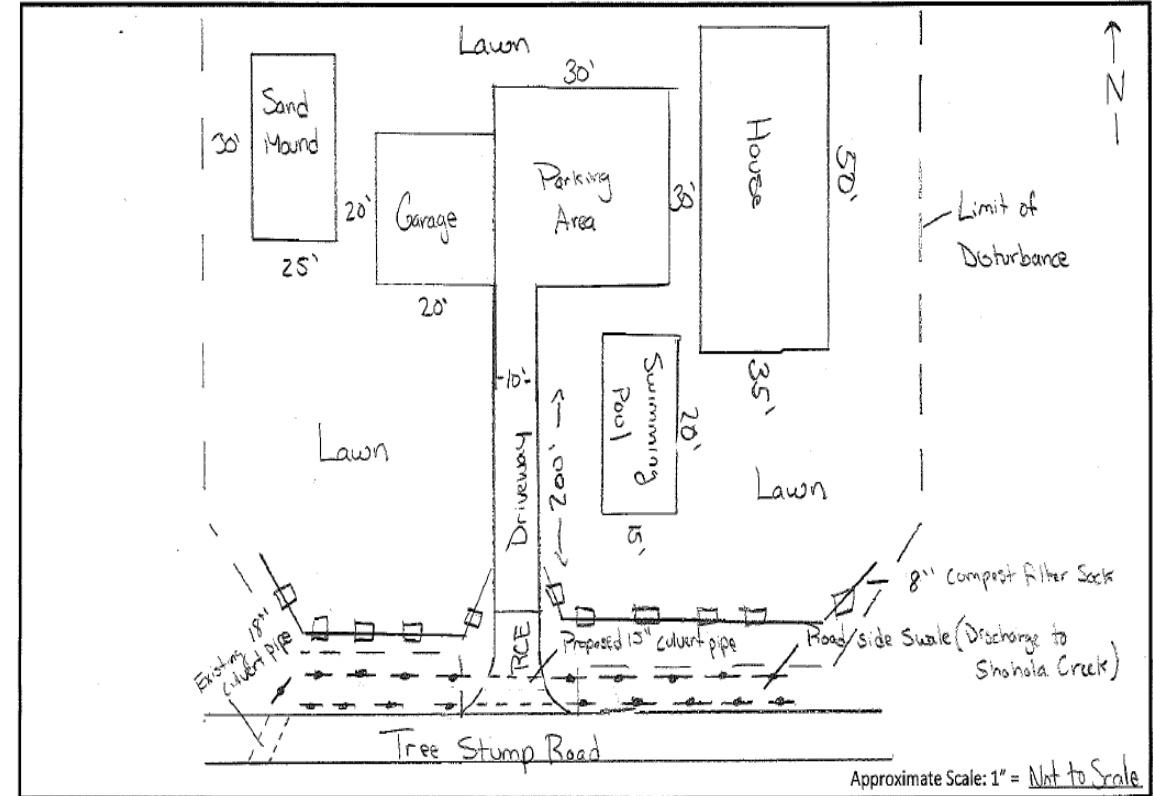 Lawn
30'
Sand
Mound
30'
25'
Garage
20'
20'
Parking
Area
30'
House
50'
35'
N
Limit of
Disturbance
10'
Driveway
200'
Swimming
Pool
20'
15'
Lawn
Lawn
8" Compost Filter Sock
Existing 18"
culvert pipe
RCE
Proposed 15" culvert pipe
Road side Swale (Discharge to
Shohola Creek)
Tree Stump Road
Approximate Scale: 1" = Not to Scale